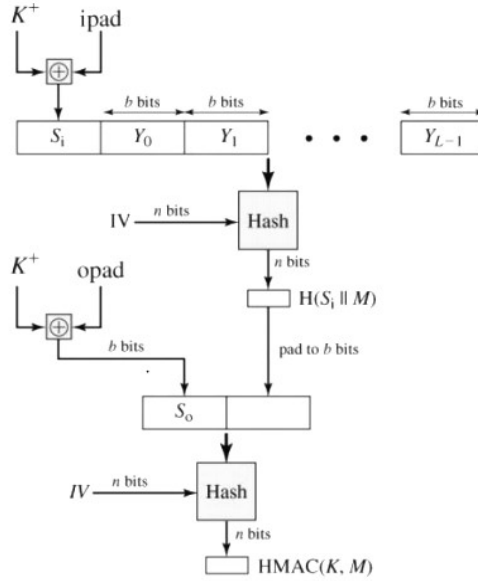 K+ ipad
b bits b bits b bits
Si Y0 Y1 • • • YL−1
IV n bits Hash
n bits
K+ opad
H(Si || M)
b bits
pad to b bits
So
IV n bits Hash
n bits
HMAC(K, M)